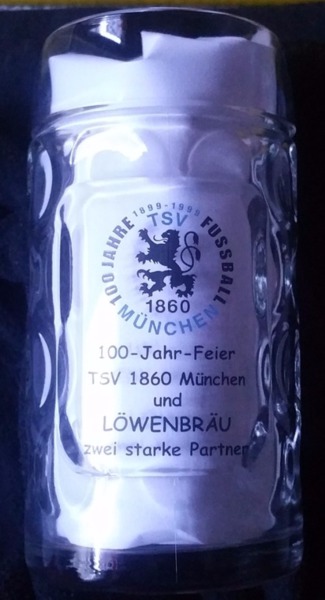 1899-1999
100 JAHRE FUSSBALL
TSV
1860
MÜNCHEN
100-Jahr-Feier
TSV 1860 München
und
LÖWENBRÄU
zwei starke Partner